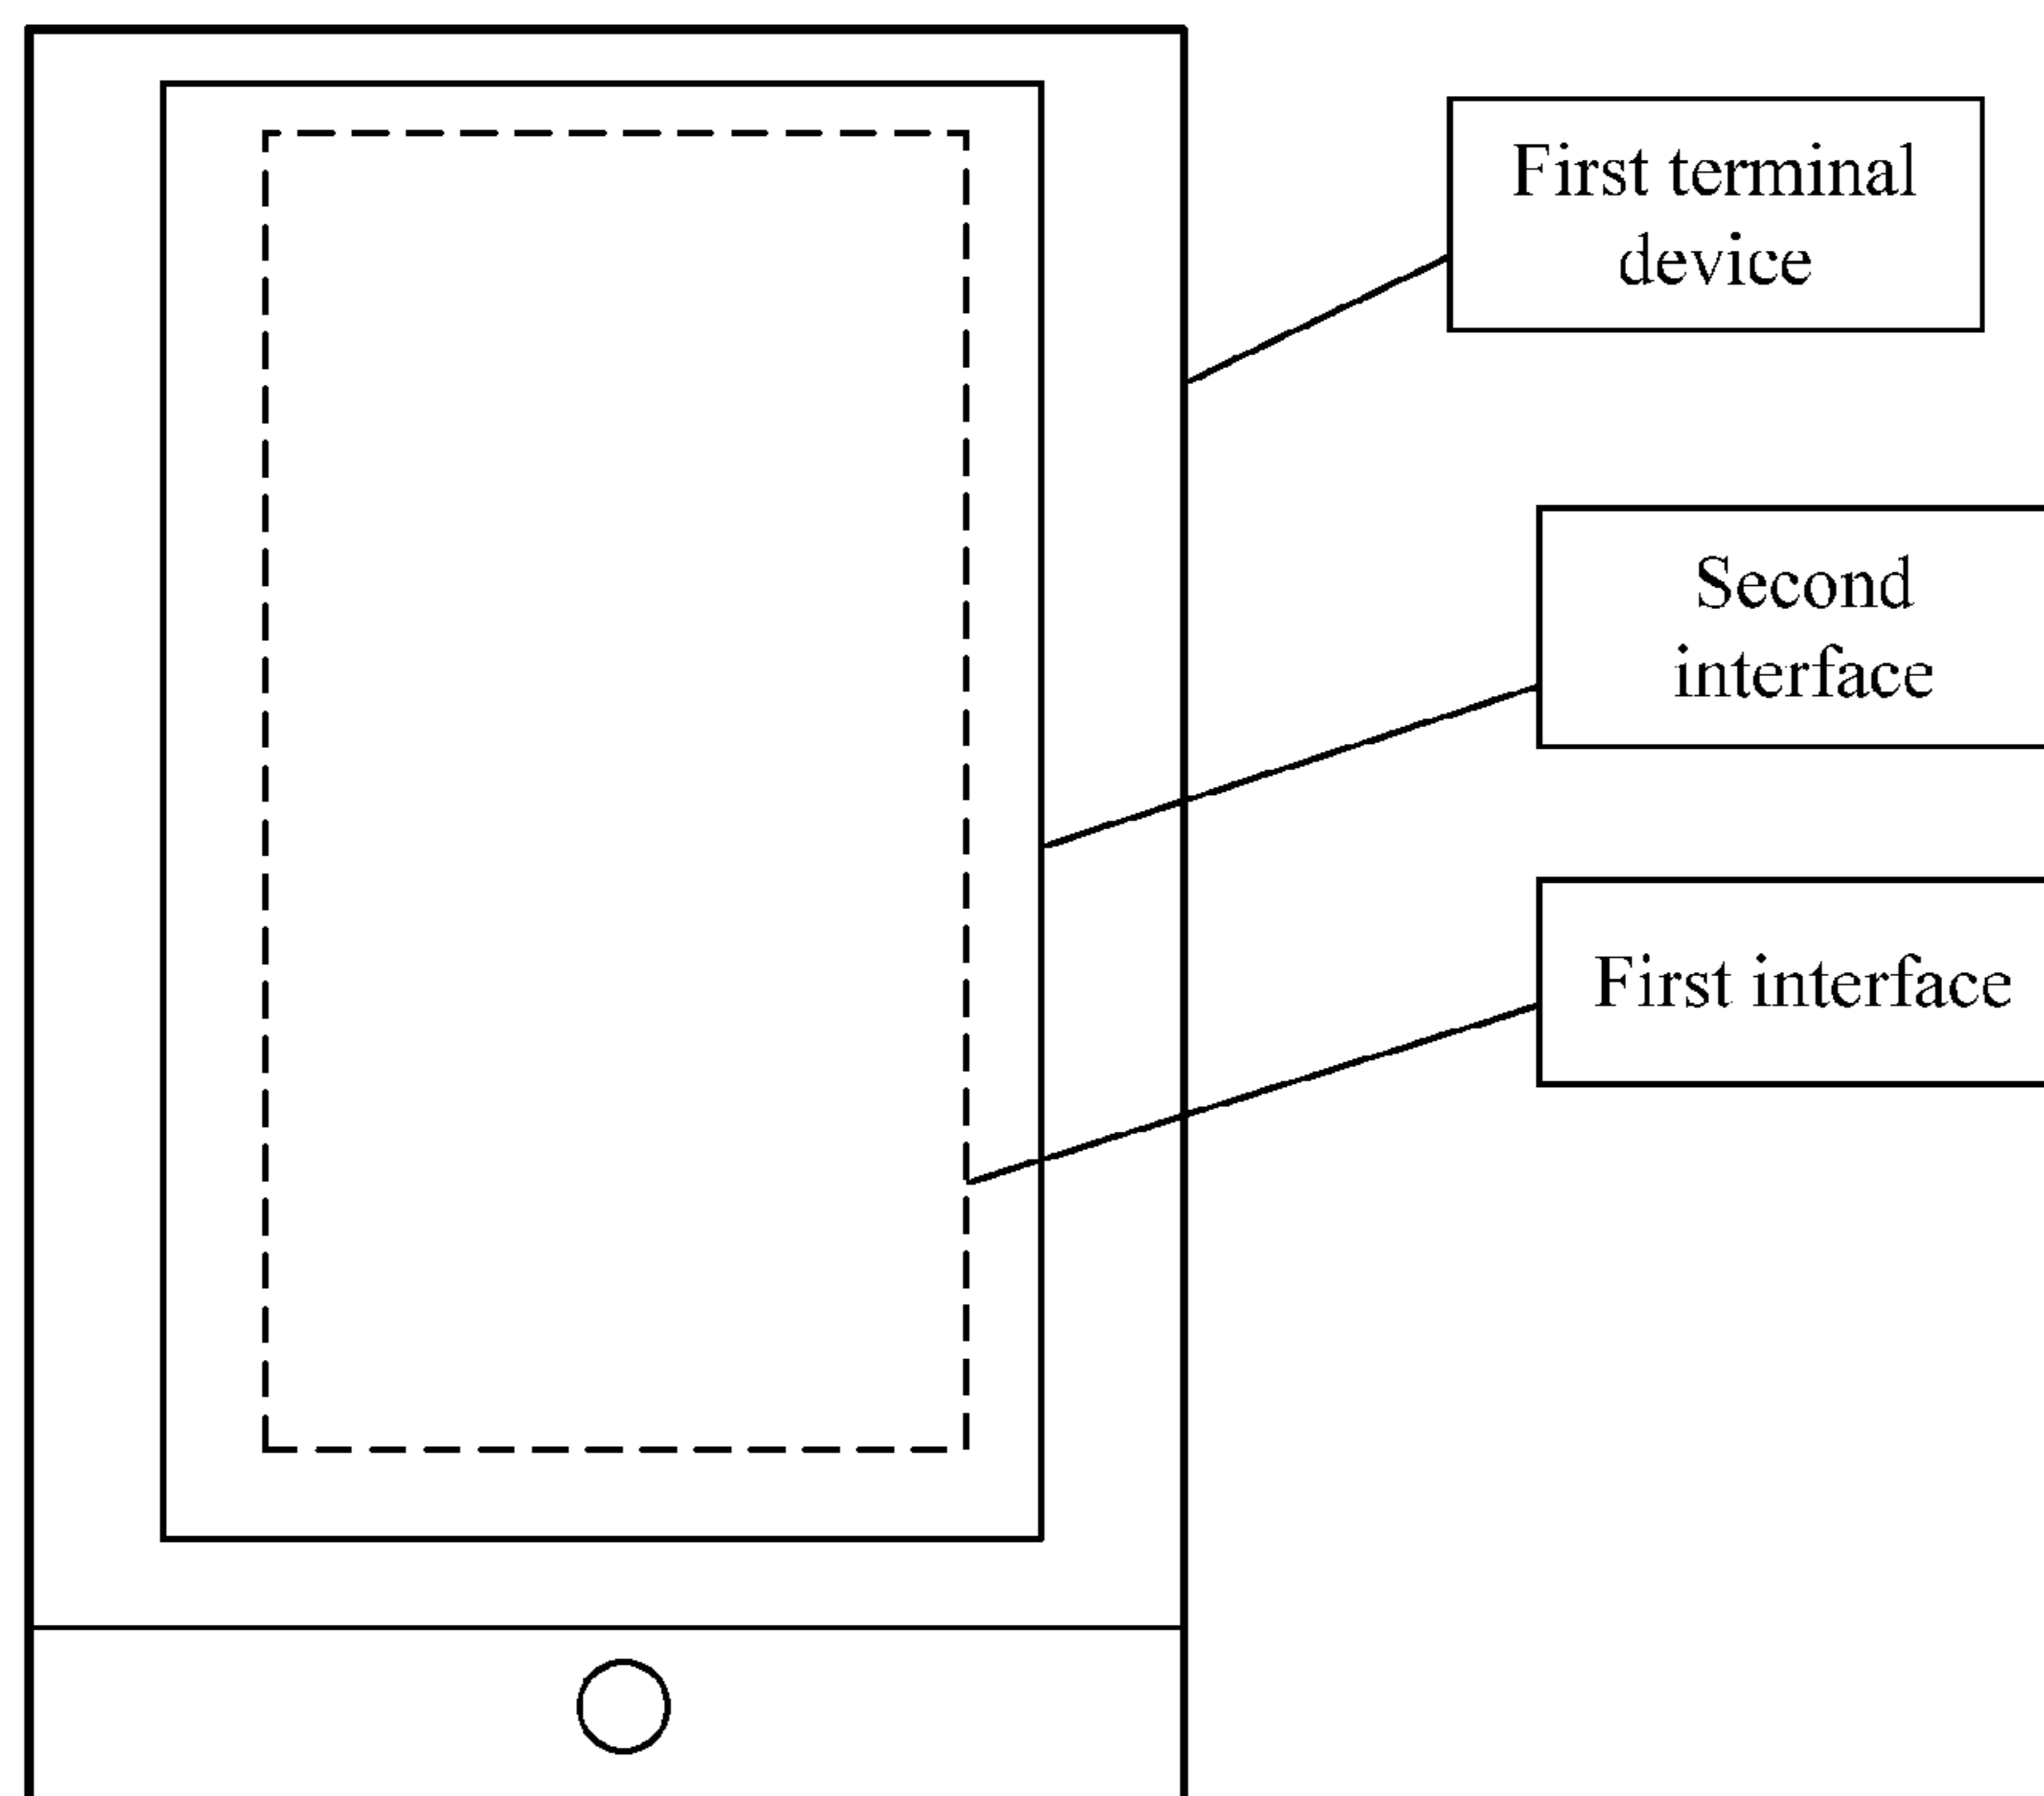 First terminal
device
Second
interface
First interface